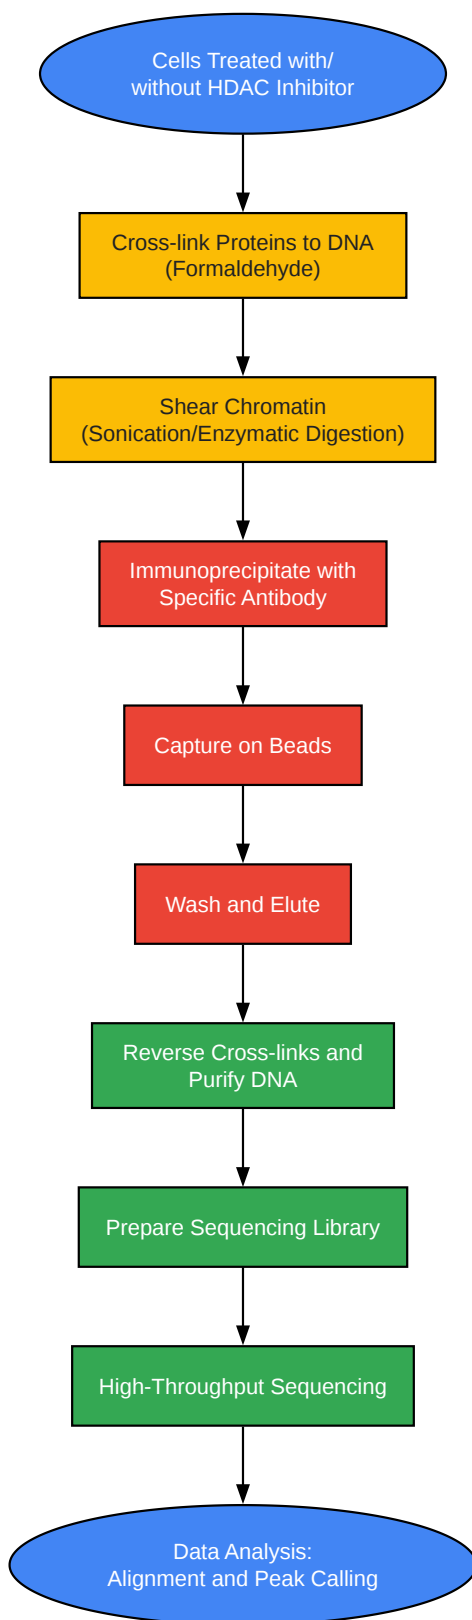 Cells Treated with/
without HDAC Inhibitor
Cross-link Proteins to DNA
(Formaldehyde)
Shear Chromatin
(Sonication/Enzymatic Digestion)
Immunoprecipitate with
Specific Antibody
Capture on Beads
Wash and Elute
Reverse Cross-links and
Purify DNA
Prepare Sequencing Library
High-Throughput Sequencing
Data Analysis:
Alignment and Peak Calling